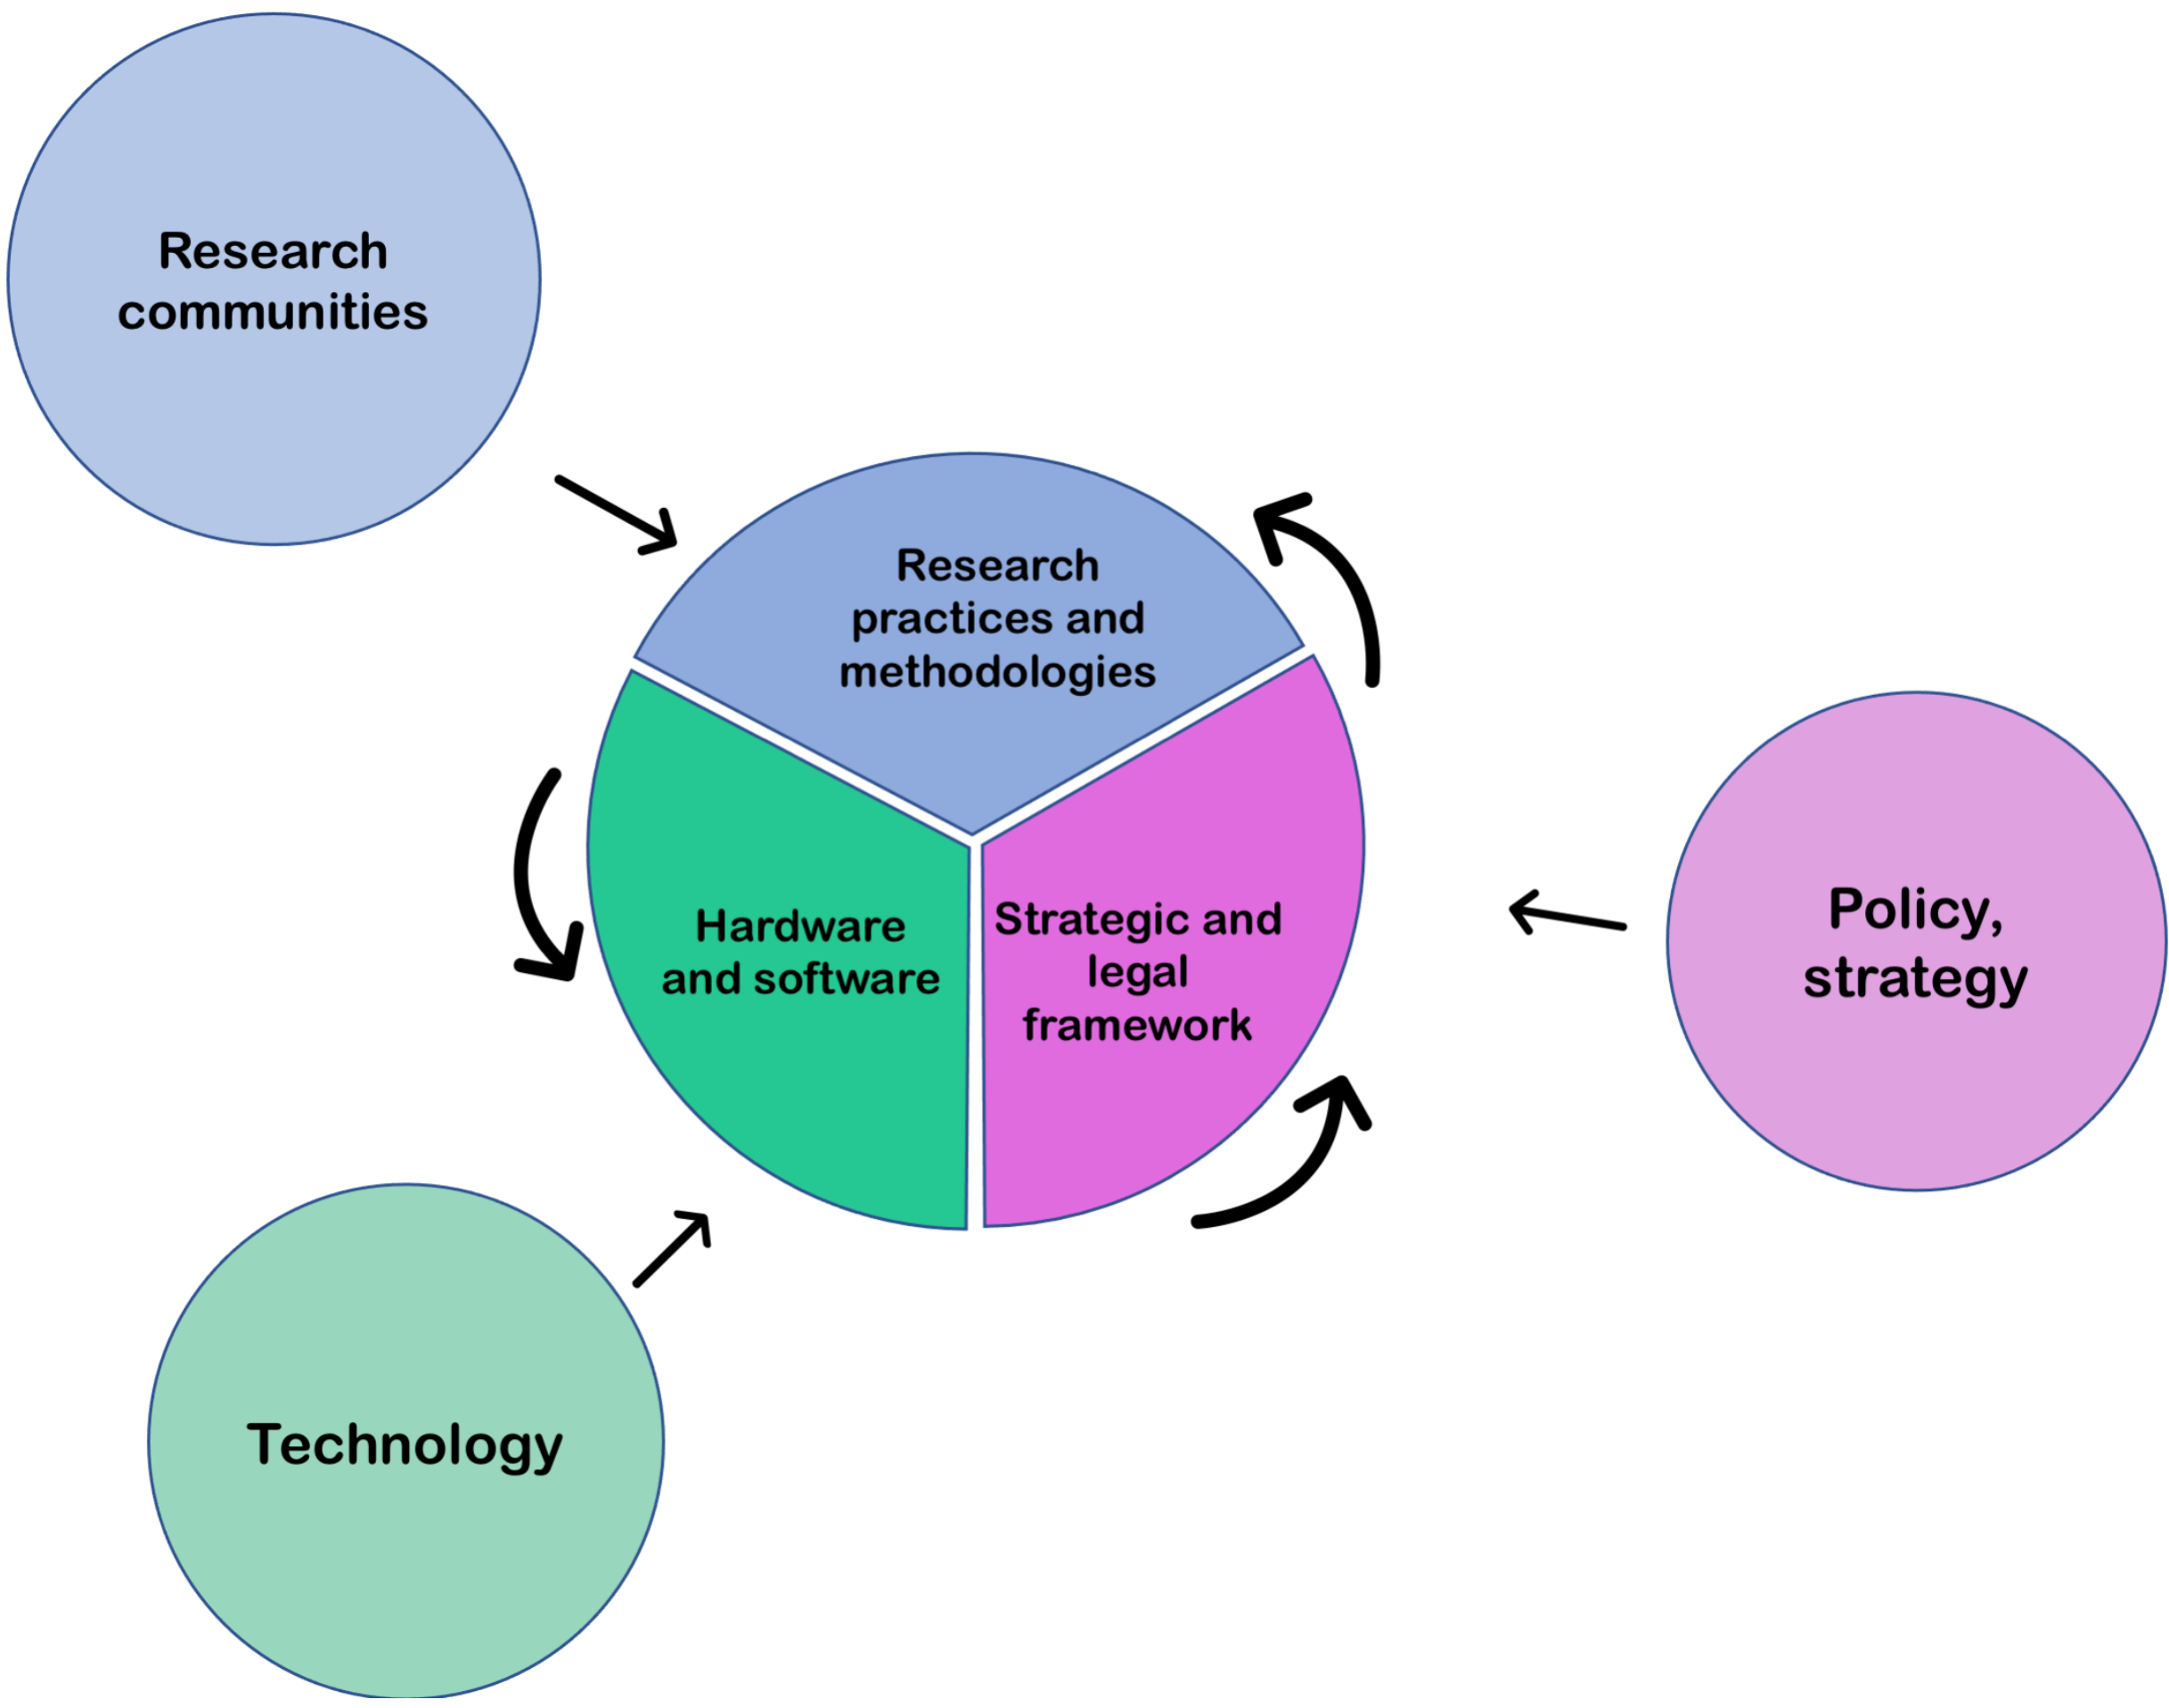 Research
communities
Research
practices and
methodologies
Hardware
and software
Strategic and
legal
framework
Policy,
strategy
Technology